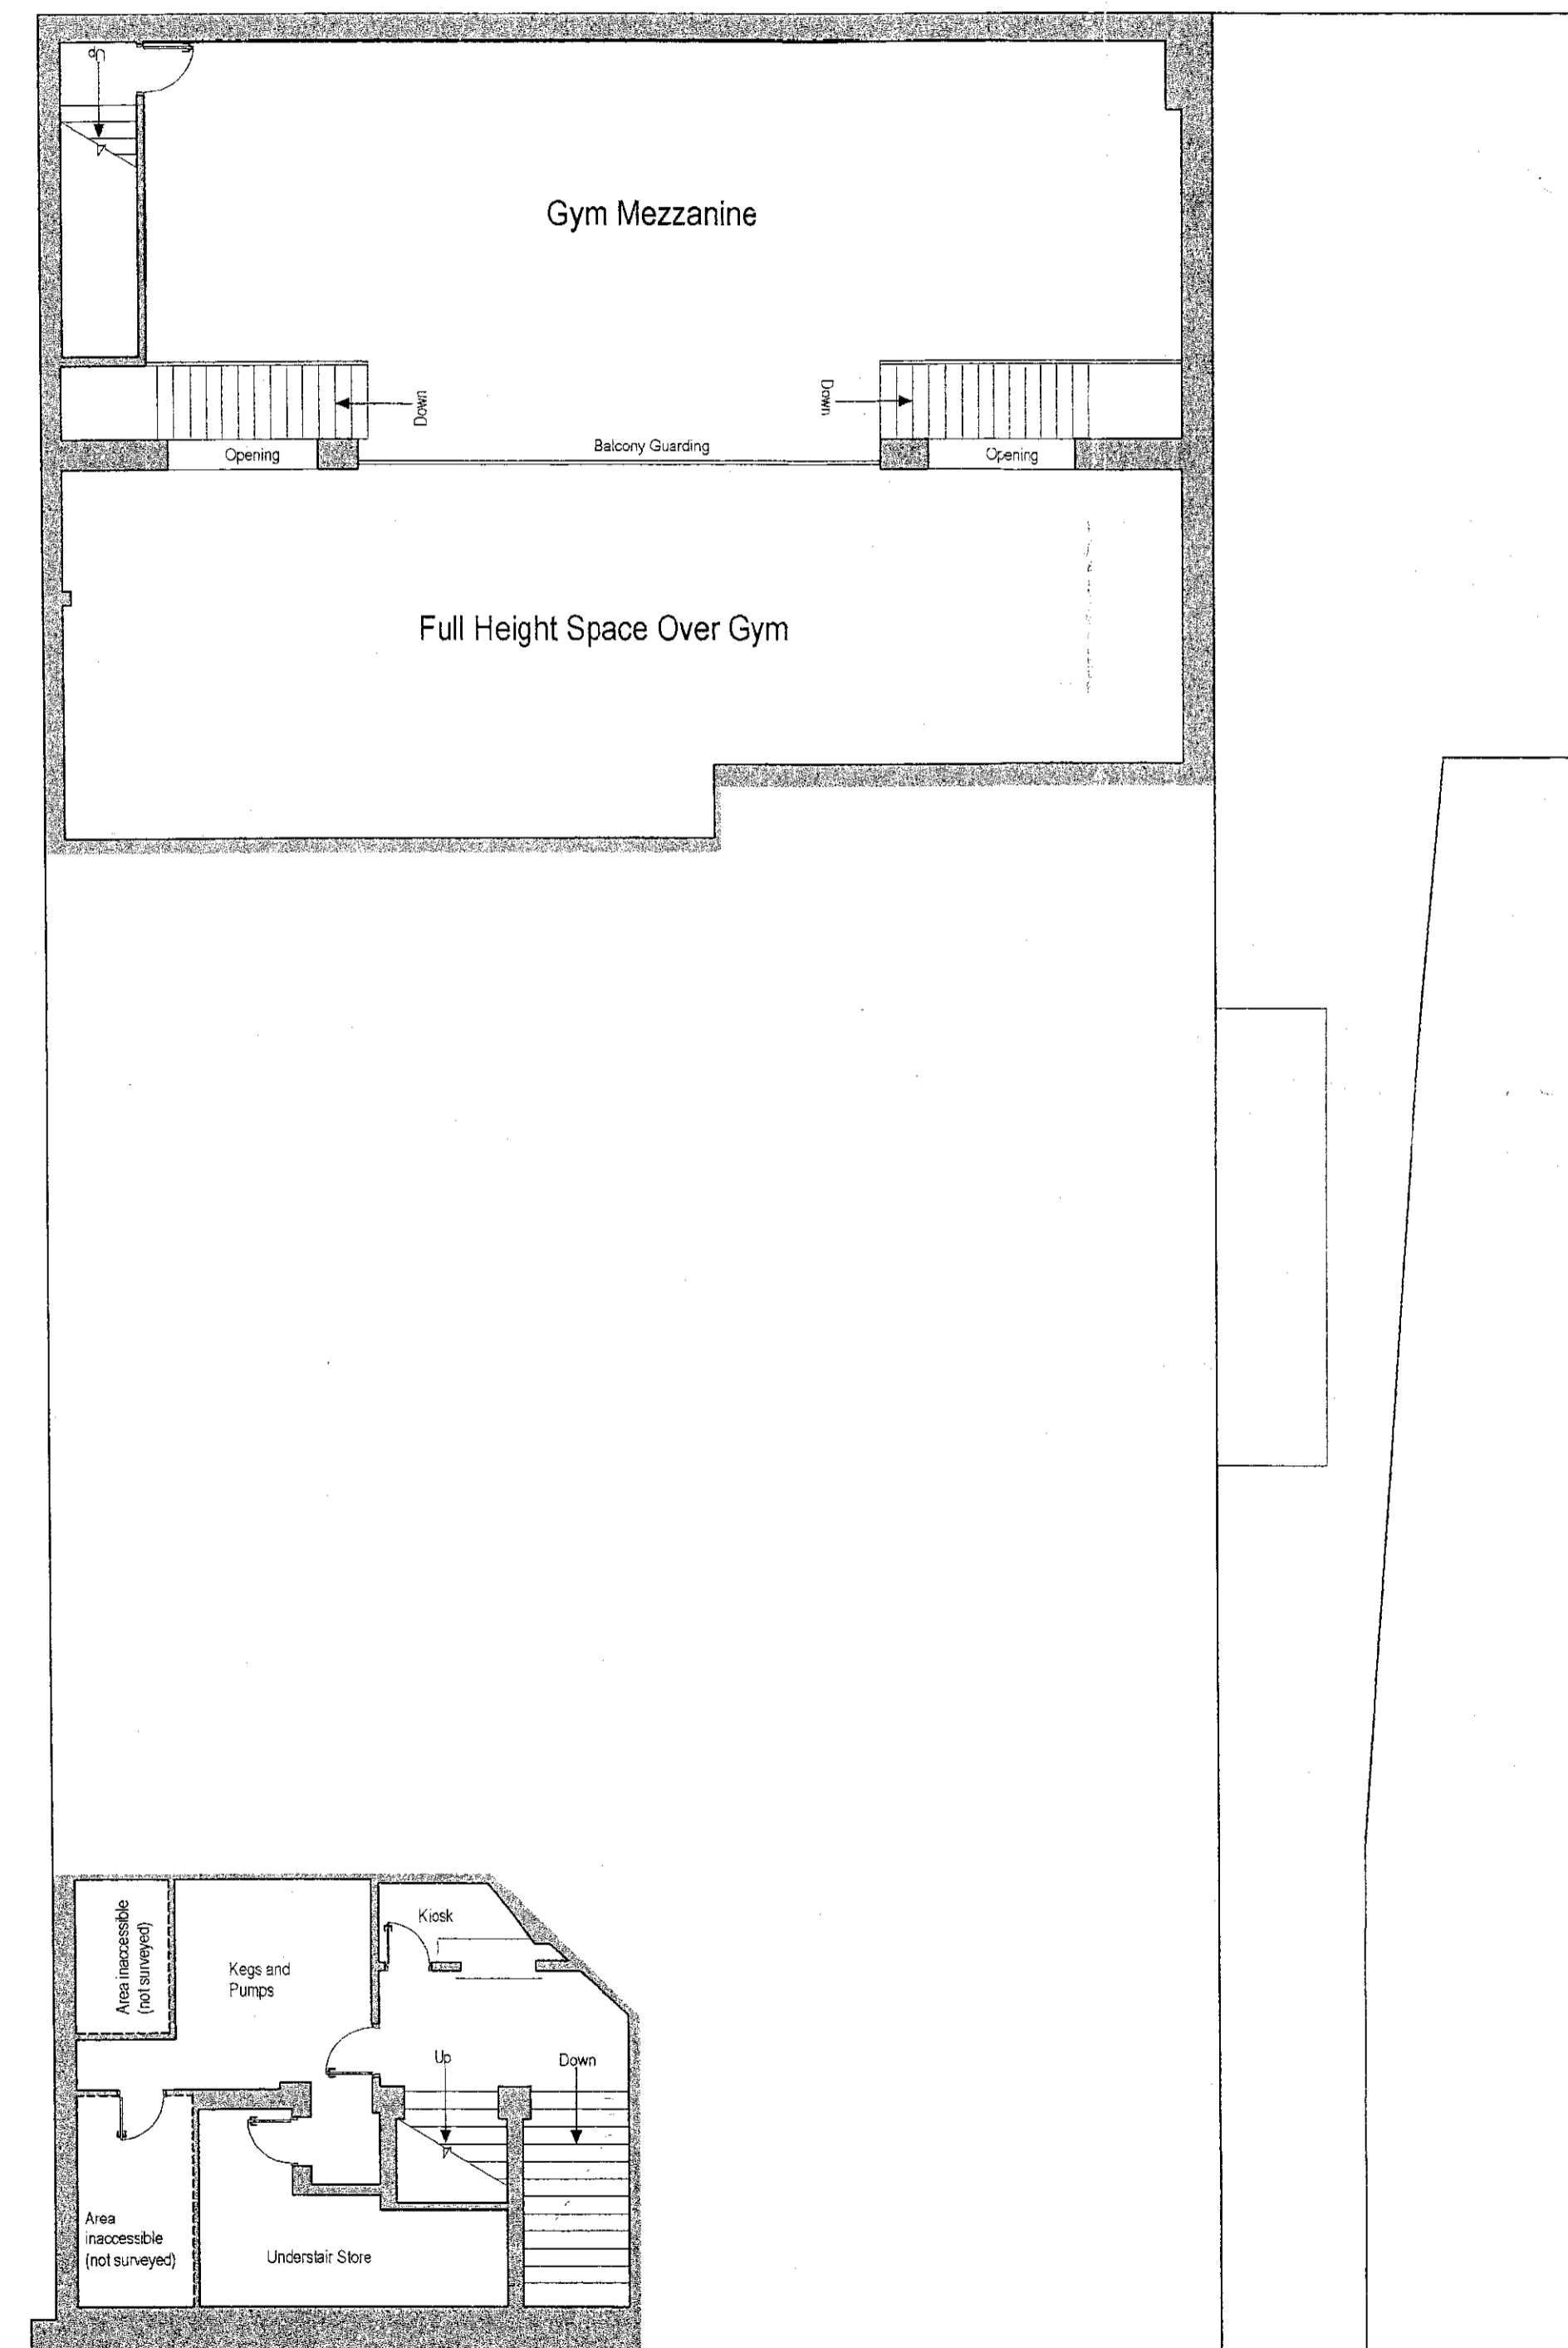 Up
Gym Mezzanine
Down
Down
Opening
Balcony Guarding
Opening
Full Height Space Over Gym
Area inaccessible
(not surveyed)
Kegs and
Pumps
Kiosk
Up
Down
Area
inaccessible
(not surveyed)
Understair Store